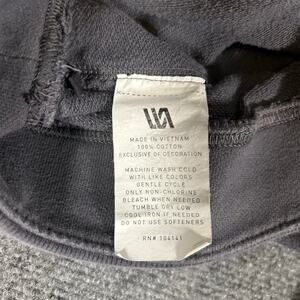 MADE IN VIETNAM
100% COTTON
EXCLUSIVE OF DECORATION
MACHINE WASH COLD
WITH LIKE COLORS
GENTLE CYCLE
ONLY NON-CHLORINE
BLEACH WHEN NEEDED
TUMBLE DRY LOW
COOL IRON IF NEEDED
DO NOT USE SOFTENERS
RN# 104141